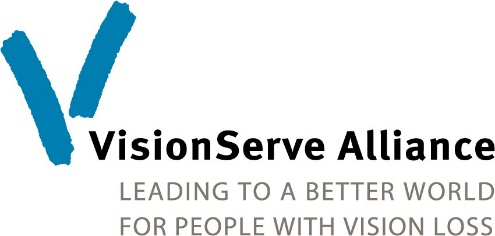 VisionServe Alliance
LEADING TO A BETTER WORLD
FOR PEOPLE WITH VISION LOSS